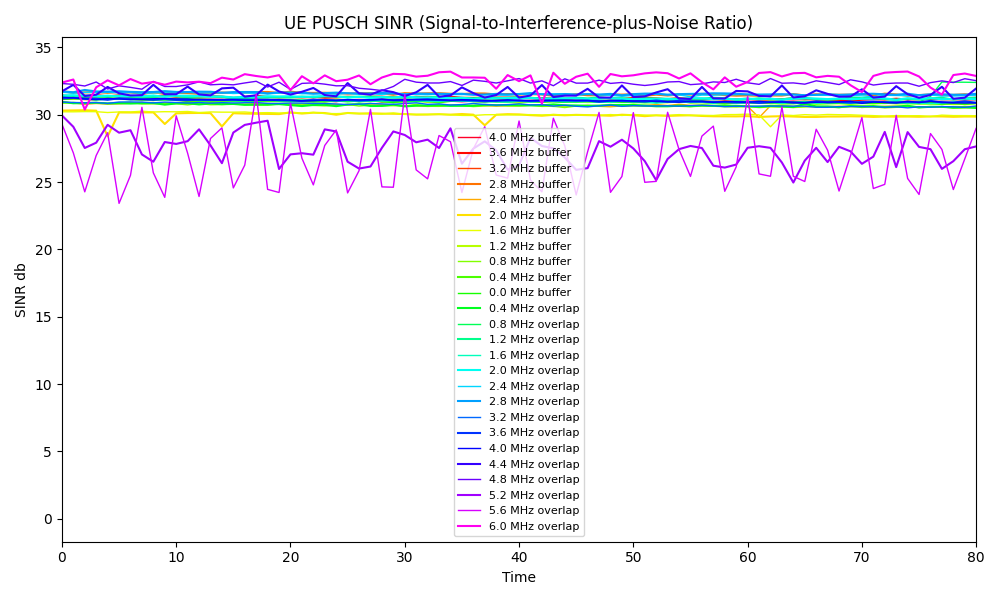 UE PUSCH SINR (Signal-to-Interference-plus-Noise Ratio)
35
30
25
20
15
10
5
0
SINR db
4.0 MHz buffer
3.6 MHz buffer
3.2 MHz buffer
2.8 MHz buffer
2.4 MHz buffer
2.0 MHz buffer
1.6 MHz buffer
1.2 MHz buffer
0.8 MHz buffer
0.4 MHz buffer
0.0 MHz buffer
0.4 MHz overlap
0.8 MHz overlap
1.2 MHz overlap
1.6 MHz overlap
2.0 MHz overlap
2.4 MHz overlap
2.8 MHz overlap
3.2 MHz overlap
3.6 MHz overlap
4.0 MHz overlap
4.4 MHz overlap
4.8 MHz overlap
5.2 MHz overlap
5.6 MHz overlap
6.0 MHz overlap
0 10 20 30 40 50 60 70 80
Time